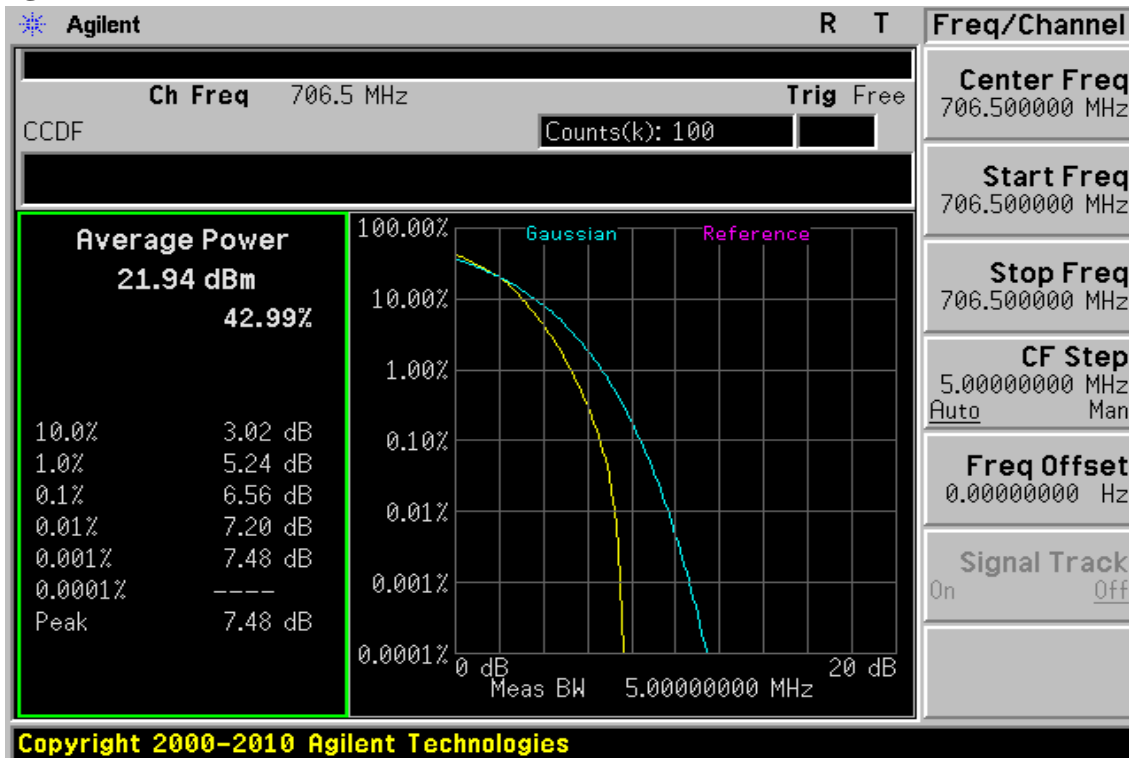 Agilent R T
Ch Freq 706.5 MHz Trig Free
CCDF Counts(k): 100
Average Power
21.94 dBm
42.99%
10.0% 3.02 dB
1.0% 5.24 dB
0.1% 6.56 dB
0.01% 7.20 dB
0.001% 7.48 dB
0.0001% ----
Peak 7.48 dB
Gaussian Reference
100.00%
10.00%
1.00%
0.10%
0.01%
0.001%
0.0001%
0 dB 20 dB
Meas BW 5.00000000 MHz
Freq/Channel
Center Freq
706.500000 MHz
Start Freq
706.500000 MHz
Stop Freq
706.500000 MHz
CF Step
5.00000000 MHz
Auto Man
Freq Offset
0.00000000 Hz
Signal Track
On Off
Copyright 2000-2010 Agilent Technologies